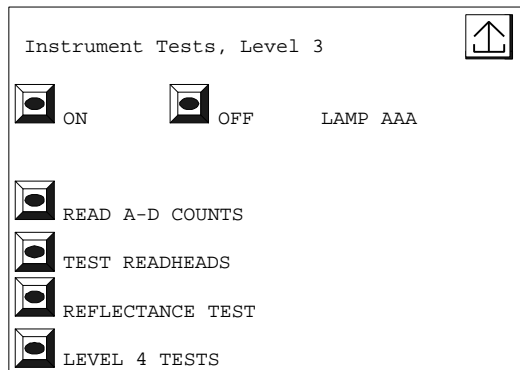 Instrument Tests, Level 3
ON OFF LAMP AAA
READ A-D COUNTS
TEST READHEADS
REFLECTANCE TEST
LEVEL 4 TESTS